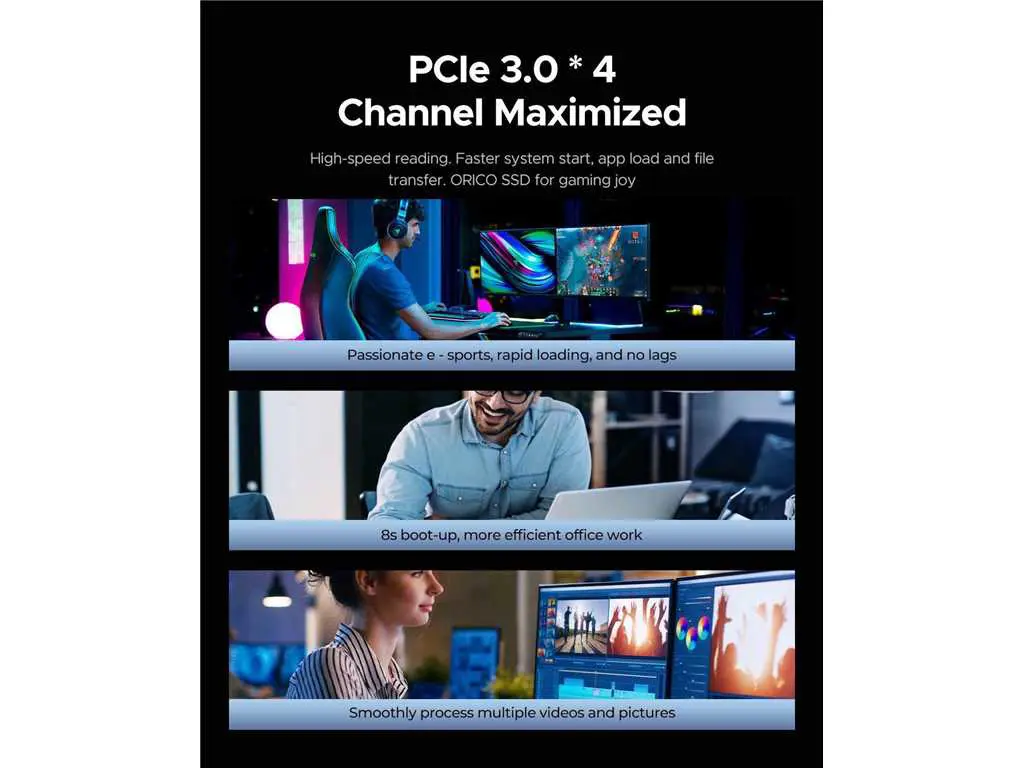 PCIe 3.0 * 4
Channel Maximized
High-speed reading. Faster system start, app load and file
transfer. ORICO SSD for gaming joy
Passionate e - sports, rapid loading, and no lags
8s boot-up, more efficient office work
Smoothly process multiple videos and pictures